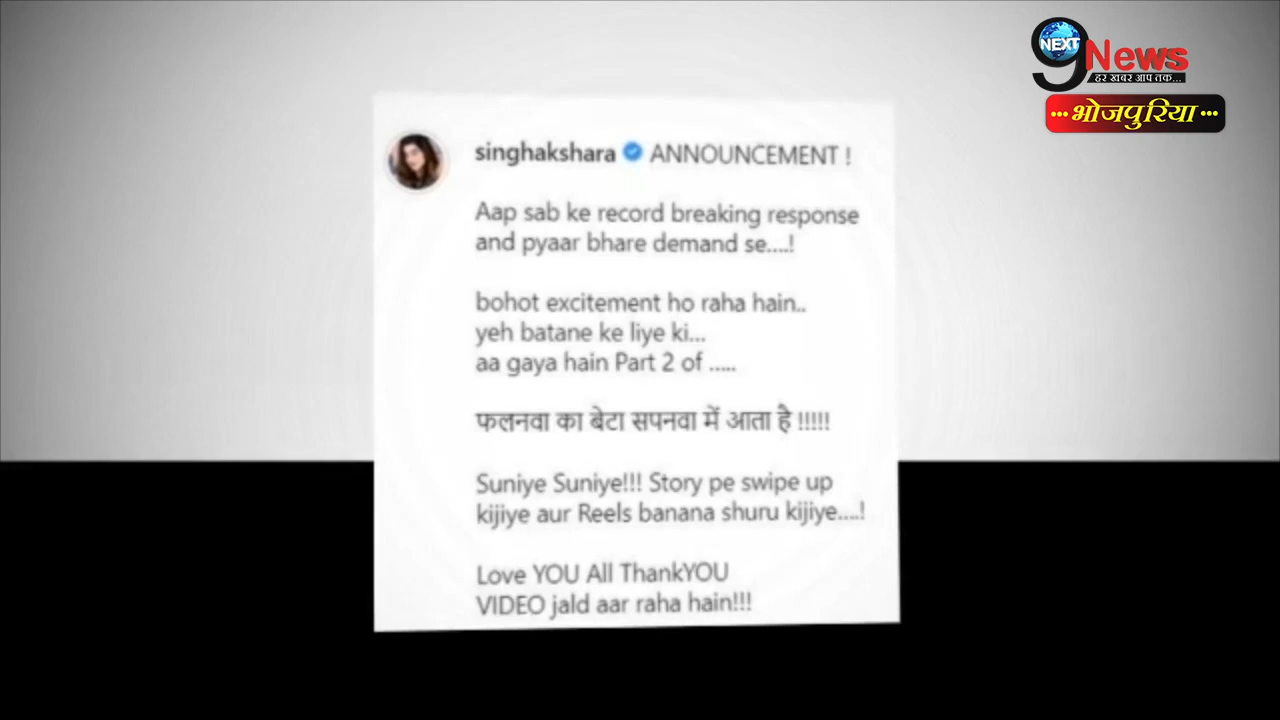 NEXT
9 News
हर खबर आप तक...
...भोजपुरिया...
singhakshara ANNOUNCEMENT !
Aap sab ke record breaking response
and pyaar bhare demand se....!
bohot excitement ho raha hain..
yeh batane ke liye ki...
aa gaya hain Part 2 of .....
फलनवा का बेटा सपनवा में आता है !!!!!
Suniye Suniye!!! Story pe swipe up
kijiye aur Reels banana shuru kijiye....!
Love YOU All ThankYOU
VIDEO jald aar raha hain!!!